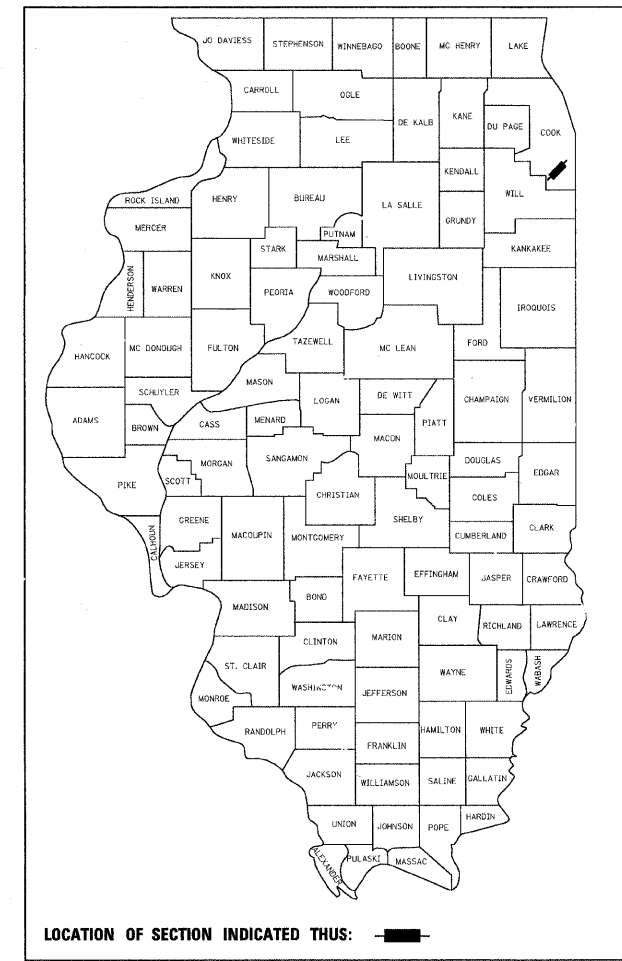 JO DAVIESS
STEPHENSON
WINNEBAGO
BOONE
MC HENRY
LAKE
CARROLL
OGLE
DE KALB
KANE
DU PAGE
COOK
WHITESIDE
LEE
KENDALL
WILL
ROCK ISLAND
HENRY
BUREAU
LA SALLE
GRUNDY
MERCER
PUTNAM
STARK
MARSHALL
KANKAKEE
HENDERSON
WARREN
KNOX
PEORIA
WOODFORD
LIVINGSTON
IROQUOIS
HANCOCK
MC DONOUGH
FULTON
TAZEWELL
MC LEAN
FORD
SCHUYLER
MASON
LOGAN
DE WITT
CHAMPAIGN
VERMILION
ADAMS
BROWN
CASS
MENARD
MACON
PIATT
PIKE
SCOTT
MORGAN
SANGAMON
CHRISTIAN
MOULTRIE
DOUGLAS
EDGAR
COLES
CALHOUN
GREENE
MACOUPIN
MONTGOMERY
SHELBY
CUMBERLAND
CLARK
JERSEY
FAYETTE
EFFINGHAM
JASPER
CRAWFORD
MADISON
BOND
CLAY
RICHLAND
LAWRENCE
CLINTON
MARION
ST. CLAIR
WASHINGTON
WAYNE
EDWARDS
WABASH
MONROE
JEFFERSON
RANDOLPH
PERRY
HAMILTON
WHITE
FRANKLIN
JACKSON
WILLIAMSON
SALINE
GALLATIN
UNION
JOHNSON
POPE
HARDIN
ALEXANDER
PULASKI
MASSAC
LOCATION OF SECTION INDICATED THUS: